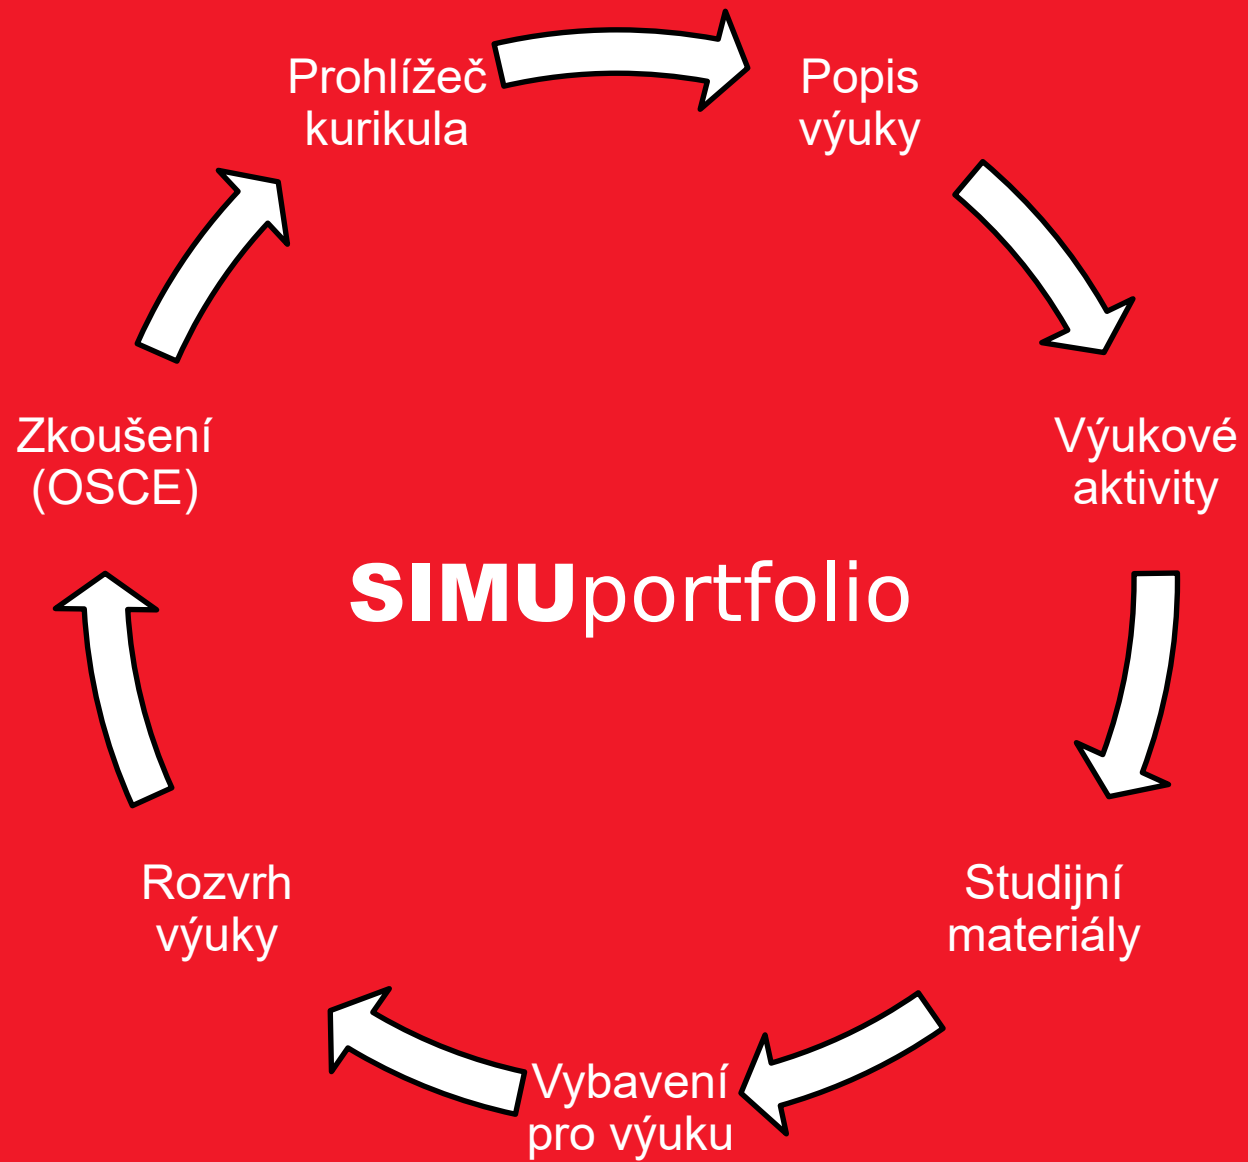 Prohlížeč
kurikula
Popis
výuky
Výukové
aktivity
Studijní
materiály
Vybavení
pro výuku
Rozvrh
výuky
Zkoušení
(OSCE)
SIMUportfolio